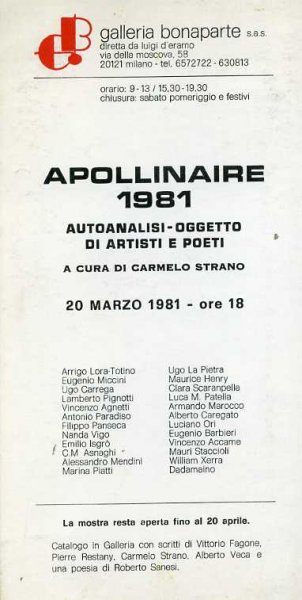 galleria bonaparte s.a.s.
diretta da luigi d'eramo
via della moscova, 58
20121 milano - tel. 6572722 - 630813
orario: 9-13 / 15,30-19,30
chiusura: sabato pomeriggio e festivi
APOLLINAIRE
1981
AUTOANALISI-OGGETTO
DI ARTISTI E POETI
A CURA DI CARMELO STRANO
20 MARZO 1981 - ore 18
Arrigo Lora-Totino
Eugenio Miccini
Ugo Carrega
Lamberto Pignotti
Vincenzo Agnetti
Antonio Paradiso
Filippo Panseca
Nanda Vigo
Emilio Isgrò
C.M Asnaghi
Alessandro Mendini
Marina Platti
Ugo La Pietra
Maurice Henry
Clara Scaranpella
Luca M. Patella
Armando Marocco
Alberto Caregato
Luciano Ori
Eugenio Barbieri
Vincenzo Accame
Mauri Staccioli
William Xerra
Dadamaino
La mostra resta aperta fino al 20 aprile.
Catalogo in Galleria con scritti di Vittorio Fagone,
Pierre Restany, Carmelo Strano, Alberto Veca e
una poesia di Roberto Sanesi.